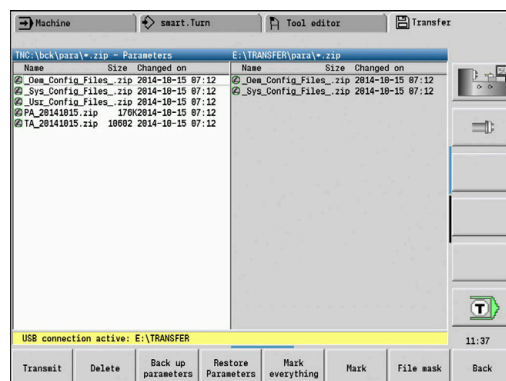 Machine
smart.Turn
Tool editor
Transfer
TNC:\bck\para\*.zip - Parameters
Name Size Changed on
_Oem_Config_Files_.zip 2014-10-15 07:12
_Sys_Config_Files_.zip 2014-10-15 07:12
_Usr_Config_Files_.zip 2014-10-15 07:12
PA_20141015.zip 176K2014-10-15 07:12
TA_20141015.zip 10602 2014-10-15 07:12
E:\TRANSFER\para\*.zip
Name Size Changed on
_Oem_Config_Files_.zip 2014-10-15 07:12
_Sys_Config_Files_.zip 2014-10-15 07:12
T
USB connection active: E:\TRANSFER
11:37
Transmit
Delete
Back up
parameters
Restore
Parameters
Mark
everything
Mark
File mask
Back